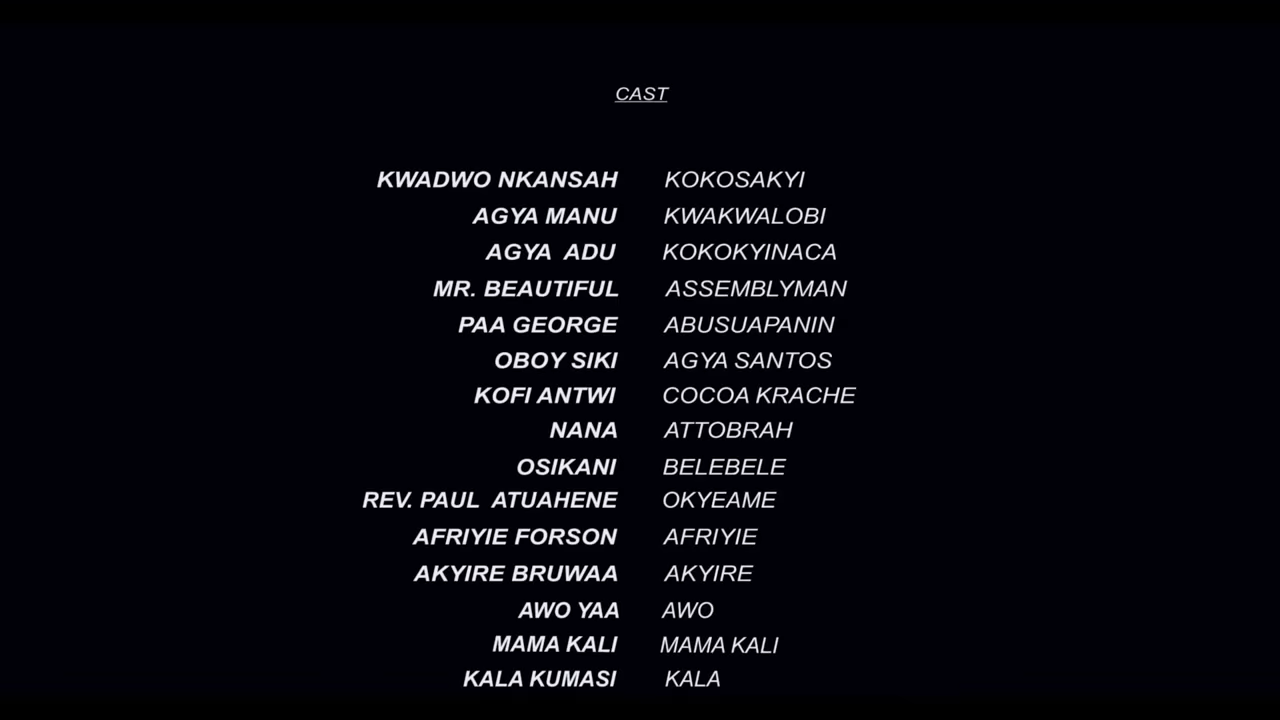 CAST
KWADWO NKANSAH KOKOSAKYI
AGYA MANU KWAKWALOBI
AGYA ADU KOKOKYINACA
MR. BEAUTIFUL ASSEMBLYMAN
PAA GEORGE ABUSUAPANIN
OBOY SIKI AGYA SANTOS
KOFI ANTWI COCOA KRACHE
NANA ATTOBRAH
OSIKANI BELEBELE
REV. PAUL ATUAHENE OKYEAME
AFRIYIE FORSON AFRIYIE
AKYIRE BRUWAA AKYIRE
AWO YAA AWO
MAMA KALI MAMA KALI
KALA KUMASI KALA